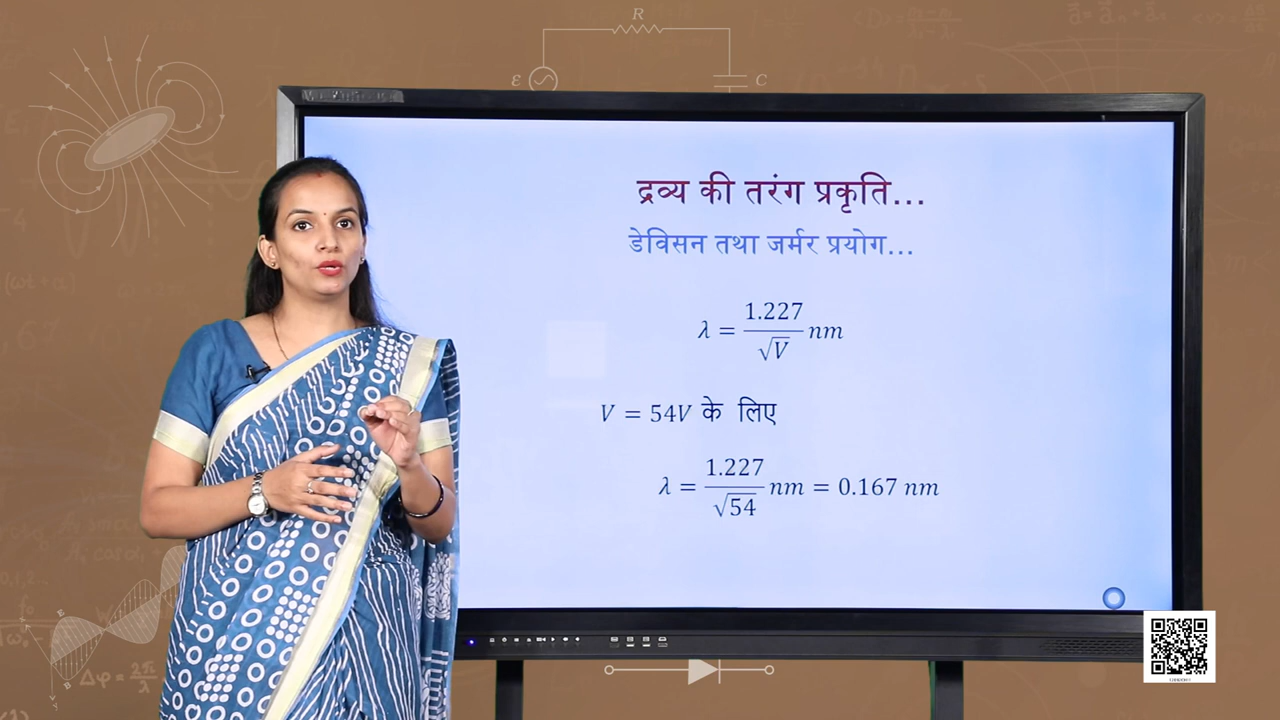 R
ε
C
द्रव्य की तरंग प्रकृति...
डेविसन तथा जर्मर प्रयोग...
λ = 1.227/√V nm
V = 54V के लिए
λ = 1.227/√54 nm = 0.167 nm